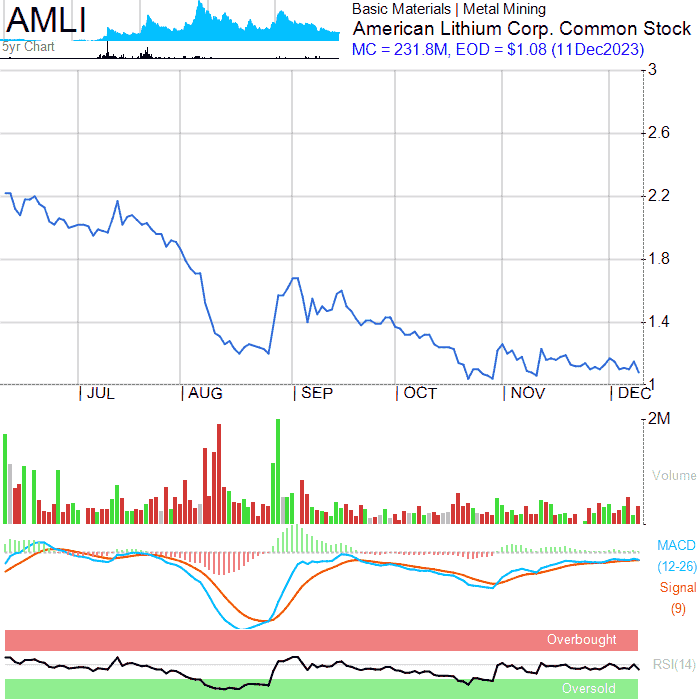 AMLI
5yr Chart
Basic Materials | Metal Mining
American Lithium Corp. Common Stock
MC = 231.8M, EOD = $1.08 (11Dec2023)
3
2.6
2.2
1.8
1.4
1
JUL AUG SEP OCT NOV DEC
2M
Volume
MACD
(12-26)
Signal
(9)
Overbought
RSI(14)
Oversold